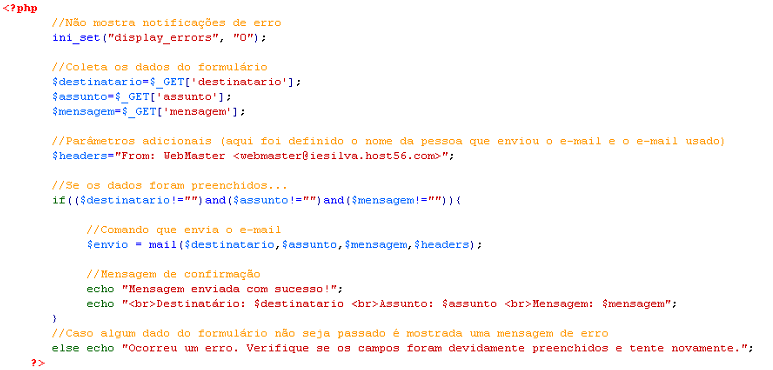 <?php
//Não mostra notificações de erro
ini_set("display_errors", "0");
//Coleta os dados do formulário
$destinatario=$_GET['destinatario'];
$assunto=$_GET['assunto'];
$mensagem=$_GET['mensagem'];
//Parámetros adicionais (aqui foi definido o nome da pessoa que enviou o e-mail e o e-mail usado)
$headers="From: WebMaster <webmaster@iesilva.host56.com>";
//Se os dados foram preenchidos...
if(($destinatario!="")and($assunto!="")and($mensagem!="")){
//Comando que envia o e-mail
$envio = mail($destinatario,$assunto,$mensagem,$headers);
//Mensagem de confirmação
echo "Mensagem enviada com sucesso!";
echo "<br>Destinatário: $destinatario <br>Assunto: $assunto <br>Mensagem: $mensagem";
}
//Caso algum dado do formulário não seja passado é mostrada uma mensagem de erro
else echo "Ocorreu um erro. Verifique se os campos foram devidamente preenchidos e tente novamente.";
?>